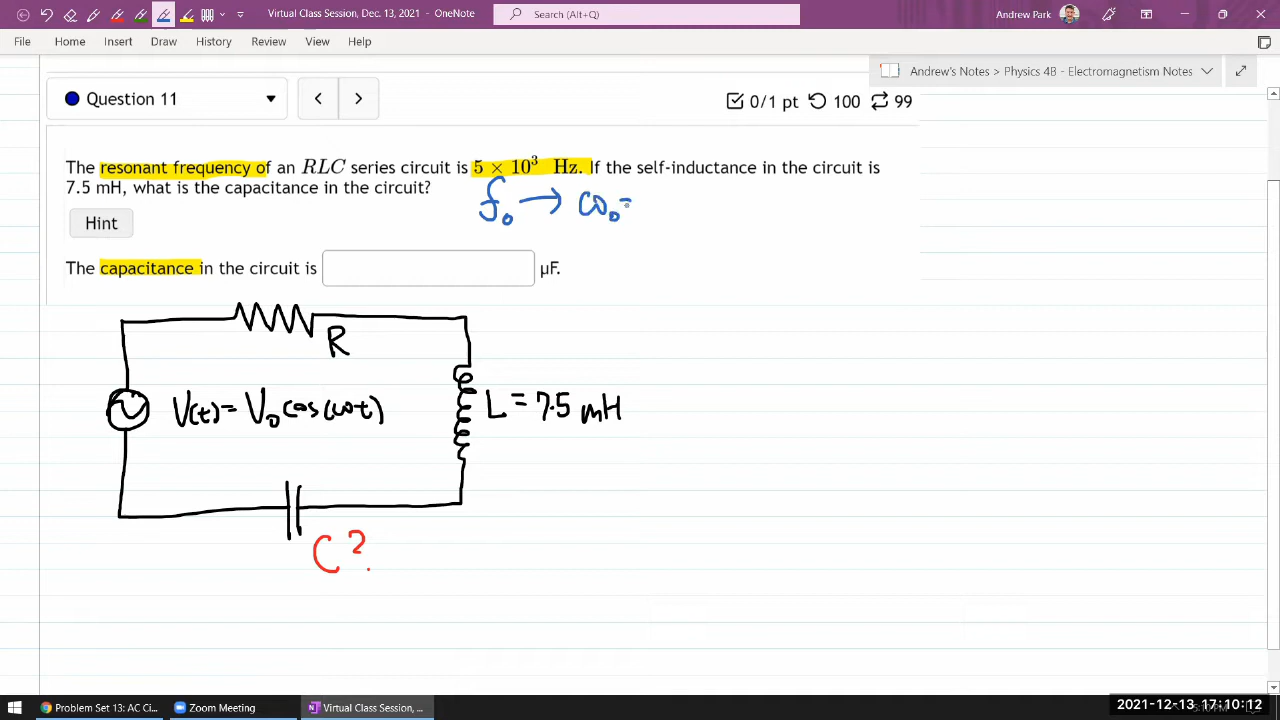 Virtual Class Session, Dec. 13, 2021 - OneNote
Search (Alt+Q)
Andrew Park
File Home Insert Draw History Review View Help
Andrew's Notes > Physics 4B - Electromagnetism Notes
Question 11
0/1 pt 100 99
The resonant frequency of an RLC series circuit is 5 × 10³ Hz. If the self-inductance in the circuit is
7.5 mH, what is the capacitance in the circuit?
f₀ → ω₀ =
Hint
The capacitance in the circuit is μF.
R
V(t) = V₀ cos(ωt)
L = 7.5 mH
C ?
Problem Set 13: AC Ci...
Zoom Meeting
Virtual Class Session,...
2021-12-13 17:10:12